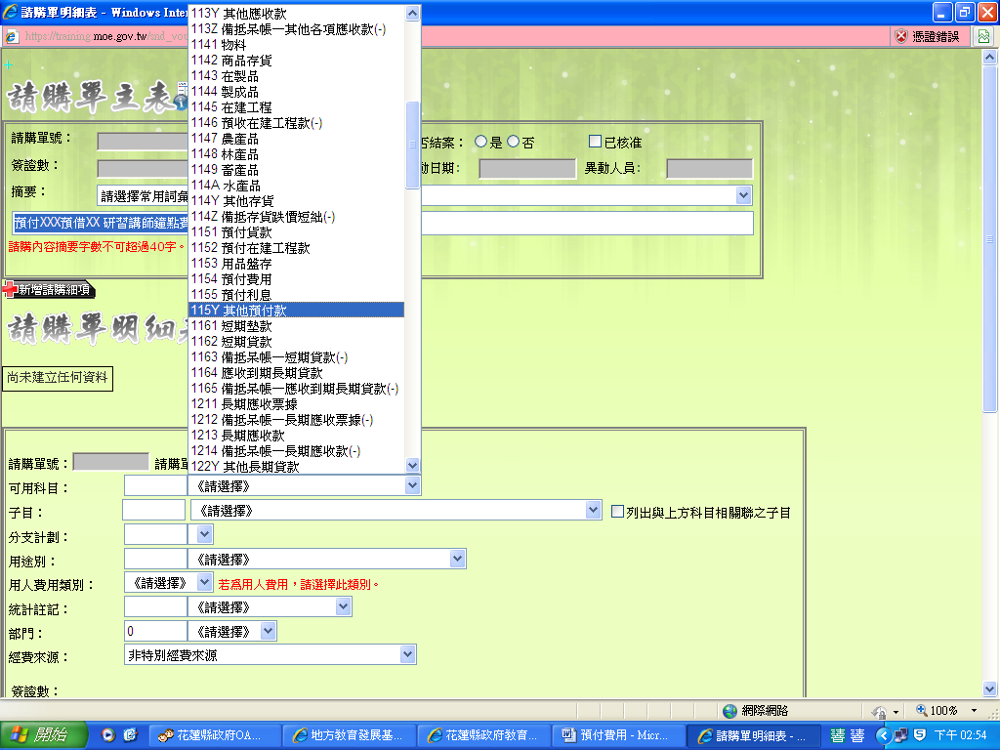 請購單明細表 - Windows Inte
https://training.moe.gov.tw/snd_vou
憑證錯誤
請購單主表
請購單號：
否結案： 是 否 已核准
簽證數：
動日期： 異動人員：
摘要： 請選擇常用詞彙
預付XXX預借XX 研習講師鐘點費
請購內容摘要字數不可超過40字。
新增請購細項
請購單明細表
尚未建立任何資料
113Y 其他應收款
113Z 備抵呆帳－其他各項應收款(-)
1141 物料
1142 商品存貨
1143 在製品
1144 製成品
1145 在建工程
1146 預收在建工程款(-)
1147 農產品
1148 林產品
1149 畜產品
114A 水產品
114Y 其他存貨
114Z 備抵存貨跌價短絀(-)
1151 預付貨款
1152 預付在建工程款
1153 用品盤存
1154 預付費用
1155 預付利息
115Y 其他預付款
1161 短期墊款
1162 短期貸款
1163 備抵呆帳－短期貸款(-)
1164 應收到期長期貸款
1165 備抵呆帳－應收到期長期貸款(-)
1211 長期應收票據
1212 備抵呆帳－長期應收票據(-)
1213 長期應收款
1214 備抵呆帳－長期應收款(-)
122Y 其他長期貸款
請購單號： 請購單
可用科目： 《請選擇》
子目： 《請選擇》 列出與上方科目相關聯之子目
分支計劃：
用途別： 《請選擇》
用人費用類別： 《請選擇》 若為用人費用，請選擇此類別。
統計註記： 《請選擇》
部門： 0 《請選擇》
經費來源： 非特別經費來源
簽證數：
網際網路 100%
開始 花蓮縣政府OA... 地方教育發展基... 花蓮縣政府教育... 預付費用 - Micr... 請購單明細表 - ... 下午 02:54